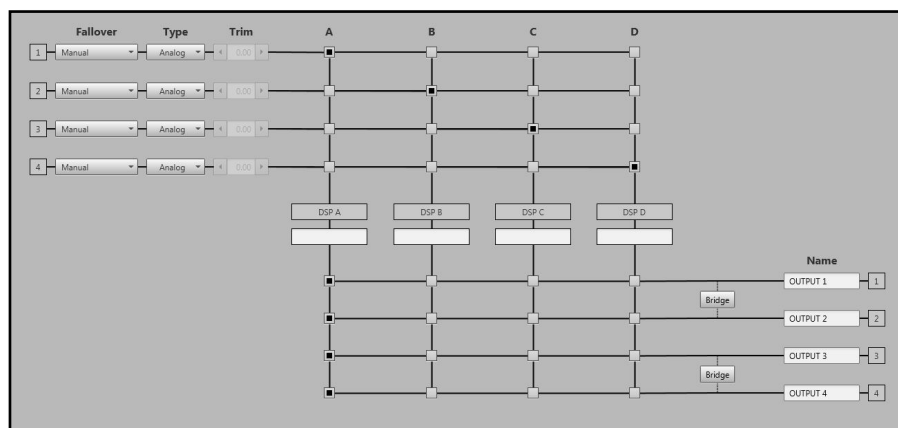 Fallover Type Trim A B C D
1 Manual Analog 0.00
2 Manual Analog 0.00
3 Manual Analog 0.00
4 Manual Analog 0.00
DSP A DSP B DSP C DSP D
Name
OUTPUT 1 1
Bridge
OUTPUT 2 2
OUTPUT 3 3
Bridge
OUTPUT 4 4